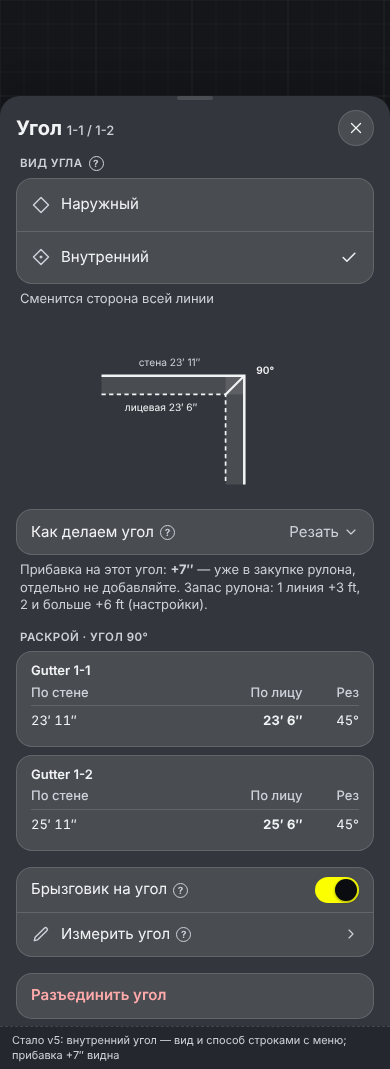 Угол 1-1 / 1-2
ВИД УГЛА ?
Наружный
Внутренний
Сменится сторона всей линии
стена 23′ 11″
90°
лицевая 23′ 6″
Как делаем угол ? Резать
Прибавка на этот угол: +7″ — уже в закупке рулона,
отдельно не добавляйте. Запас рулона: 1 линия +3 ft,
2 и больше +6 ft (настройки).
РАСКРОЙ · УГОЛ 90°
Gutter 1-1
По стене По лицу Рез
23′ 11″ 23′ 6″ 45°
Gutter 1-2
По стене По лицу Рез
25′ 11″ 25′ 6″ 45°
Брызговик на угол ?
Измерить угол ?
Разъединить угол
Стало v5: внутренний угол — вид и способ строками с меню;
прибавка +7″ видна